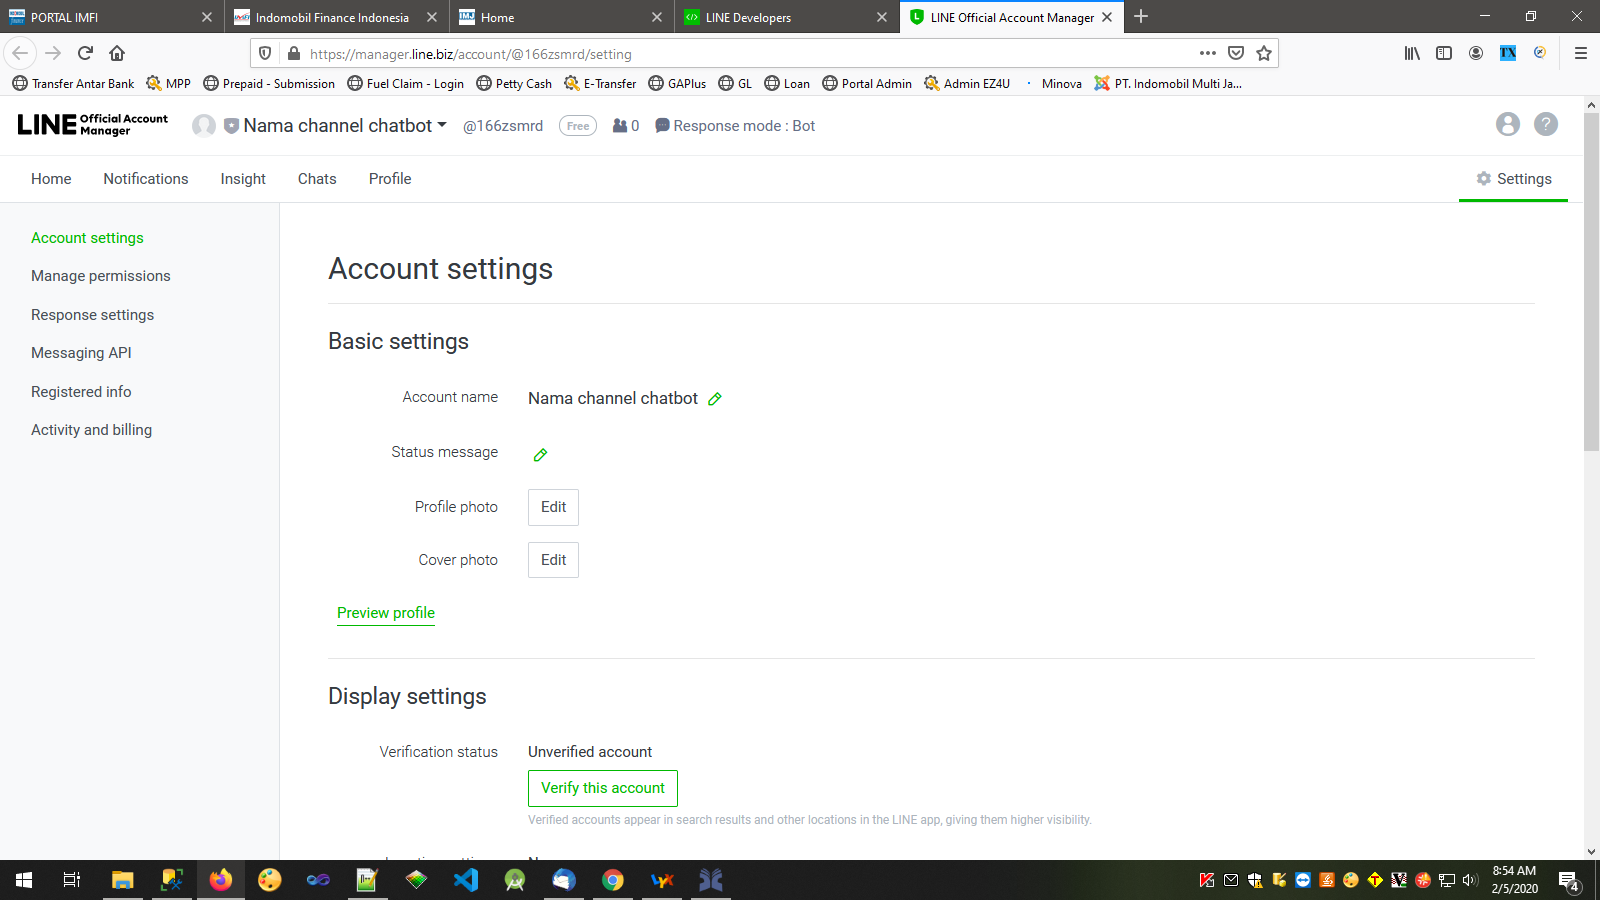 PORTAL IMFI
Indomobil Finance Indonesia
Home
LINE Developers
LINE Official Account Manager
https://manager.line.biz/account/@166zsmrd/setting
Transfer Antar Bank
MPP
Prepaid - Submission
Fuel Claim - Login
Petty Cash
E-Transfer
GAPlus
GL
Loan
Portal Admin
Admin EZ4U
Minova
PT. Indomobil Multi Ja...
LINE Official Account Manager
Nama channel chatbot
@166zsmrd
Free
0
Response mode : Bot
Home
Notifications
Insight
Chats
Profile
Settings
Account settings
Manage permissions
Response settings
Messaging API
Registered info
Activity and billing
Account settings
Basic settings
Account name
Nama channel chatbot
Status message
Profile photo
Edit
Cover photo
Edit
Preview profile
Display settings
Verification status
Unverified account
Verify this account
Verified accounts appear in search results and other locations in the LINE app, giving them higher visibility.
8:54 AM
2/5/2020
4